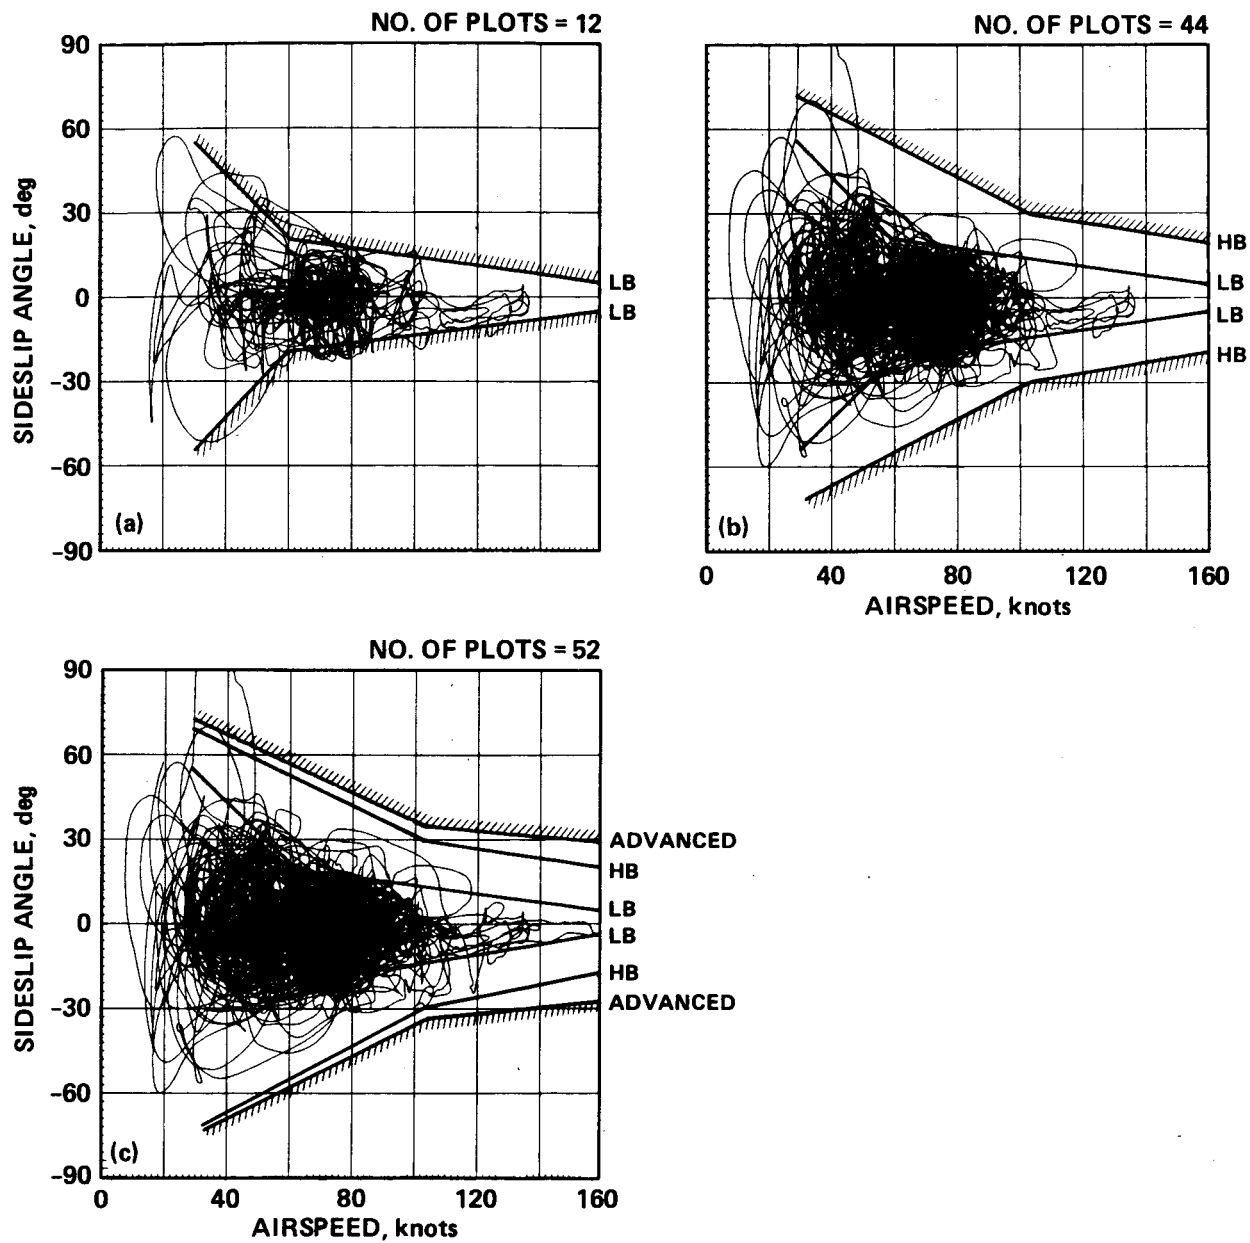 NO. OF PLOTS = 12
90
60
30
0
-30
-60
-90
SIDESLIP ANGLE, deg
LB
LB
(a)
NO. OF PLOTS = 44
HB
LB
LB
HB
(b)
0 40 80 120 160
AIRSPEED, knots
NO. OF PLOTS = 52
90
60
30
0
-30
-60
-90
SIDESLIP ANGLE, deg
ADVANCED
HB
LB
LB
HB
ADVANCED
(c)
0 40 80 120 160
AIRSPEED, knots